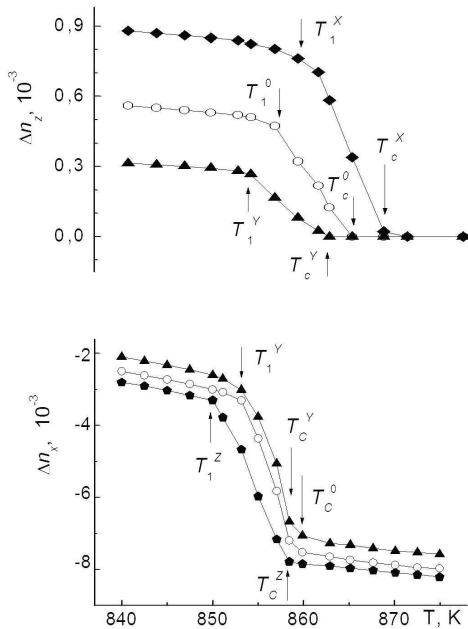 Δn_z, 10^-3
0,9
0,6
0,3
0,0
T_1^X
T_1^0
T_c^X
T_c^0
T_1^Y
T_c^Y
Δn_x, 10^-3
-2
-4
-6
-8
T_1^Y
T_1^Z
T_C^Y
T_C^0
T_C^Z
840 850 860 870 T, K